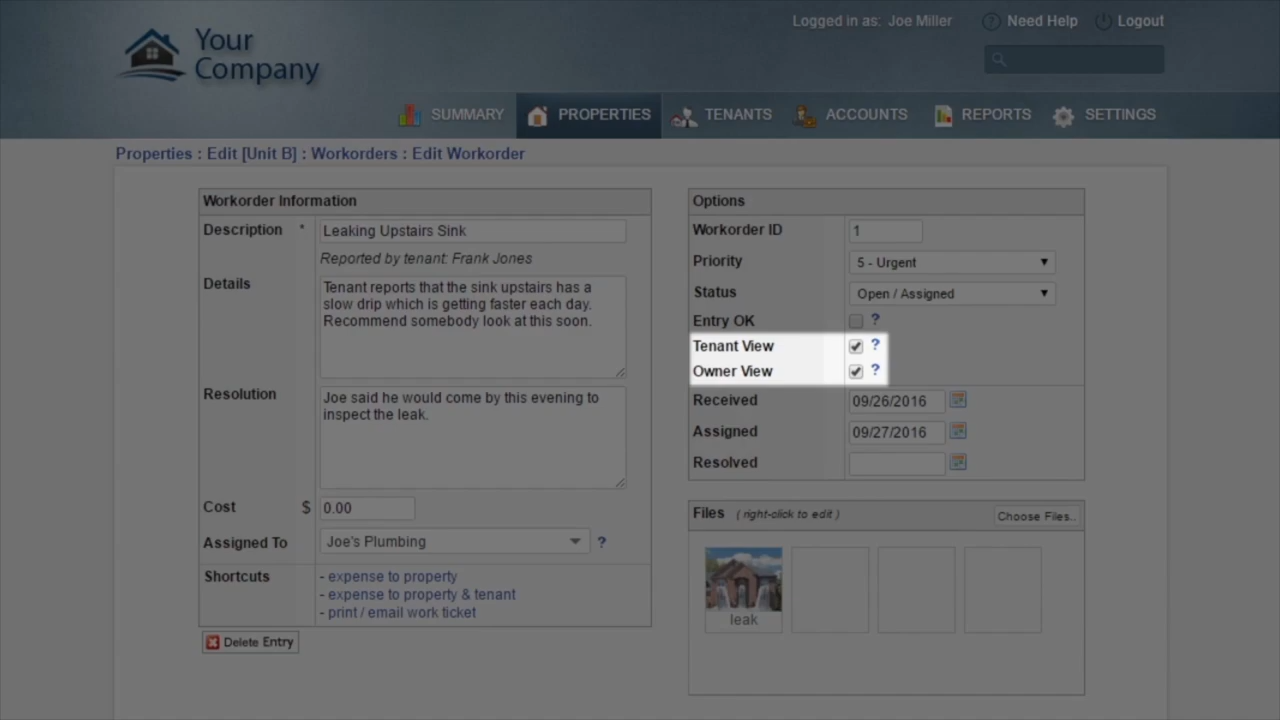 Logged in as: Joe Miller
Need Help
Logout
Your
Company
SUMMARY
PROPERTIES
TENANTS
ACCOUNTS
REPORTS
SETTINGS
Properties : Edit [Unit B] : Workorders : Edit Workorder
Workorder Information
Description * Leaking Upstairs Sink
Reported by tenant: Frank Jones
Details
Tenant reports that the sink upstairs has a
slow drip which is getting faster each day.
Recommend somebody look at this soon.
Resolution
Joe said he would come by this evening to
inspect the leak.
Cost $ 0.00
Assigned To Joe's Plumbing ?
Shortcuts
- expense to property
- expense to property & tenant
- print / email work ticket
Delete Entry
Options
Workorder ID 1
Priority 5 - Urgent
Status Open / Assigned
Entry OK ?
Tenant View ?
Owner View ?
Received 09/26/2016
Assigned 09/27/2016
Resolved
Files ( right-click to edit ) Choose Files..
leak